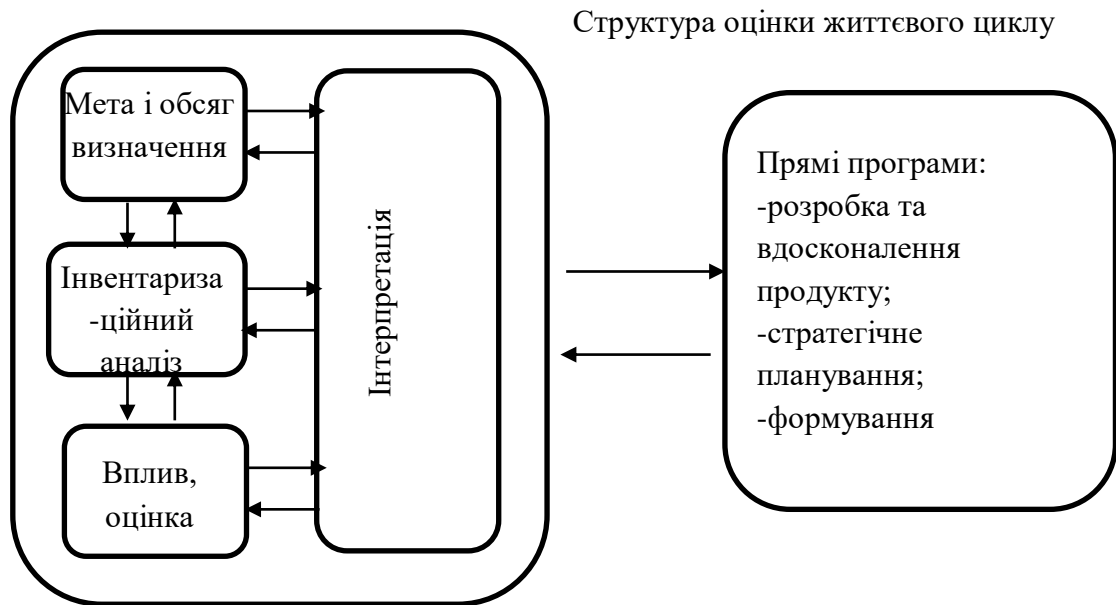 Структура оцінки життєвого циклу
Мета і обсяг
визначення
Інвентариза
-ційний
аналіз
Вплив,
оцінка
Інтерпретація
Прямі програми:
-розробка та
вдосконалення
продукту;
-стратегічне
планування;
-формування